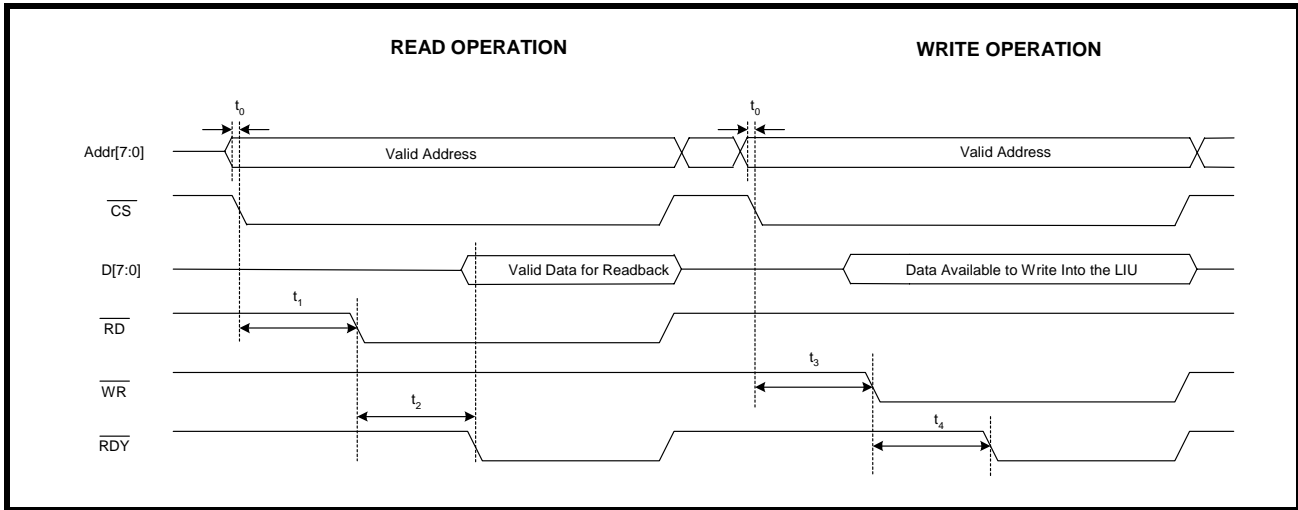 READ OPERATION WRITE OPERATION
t0 t0
Addr[7:0] Valid Address Valid Address
CS
D[7:0] Valid Data for Readback Data Available to Write Into the LIU
t1
RD
t3
WR
t2
t4
RDY